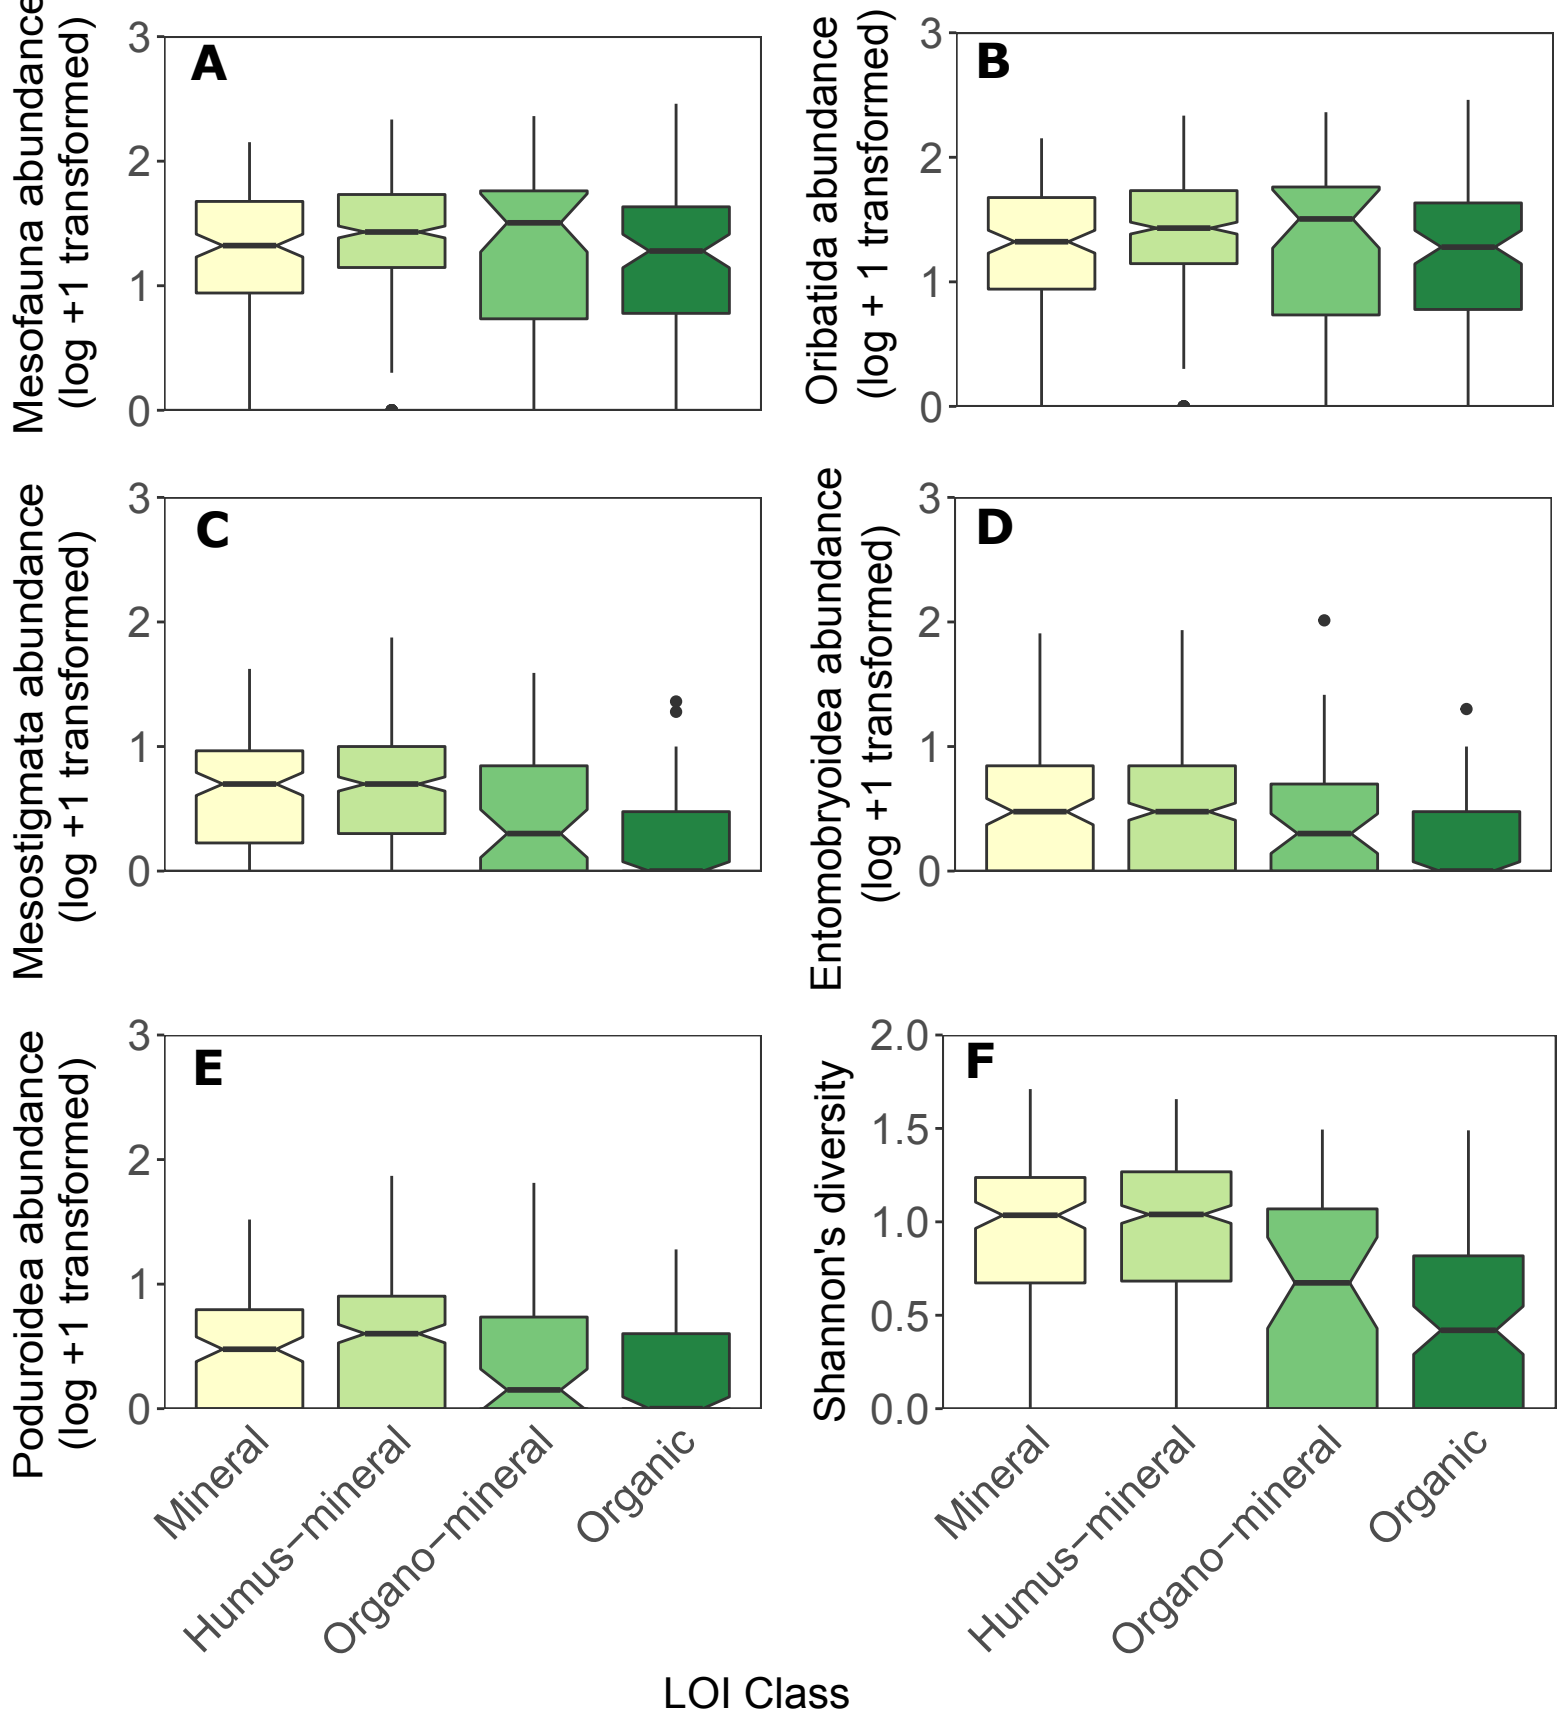 Mesofauna abundance
(log +1 transformed)
A
3
2
1
0
Oribatida abundance
(log + 1 transformed)
B
3
2
1
0
Mesostigmata abundance
(log +1 transformed)
C
3
2
1
0
Entomobryoidea abundance
(log +1 transformed)
D
3
2
1
0
Poduroidea abundance
(log +1 transformed)
E
3
2
1
0
Mineral
Humus−mineral
Organo−mineral
Organic
Shannon's diversity
F
2.0
1.5
1.0
0.5
0.0
Mineral
Humus−mineral
Organo−mineral
Organic
LOI Class